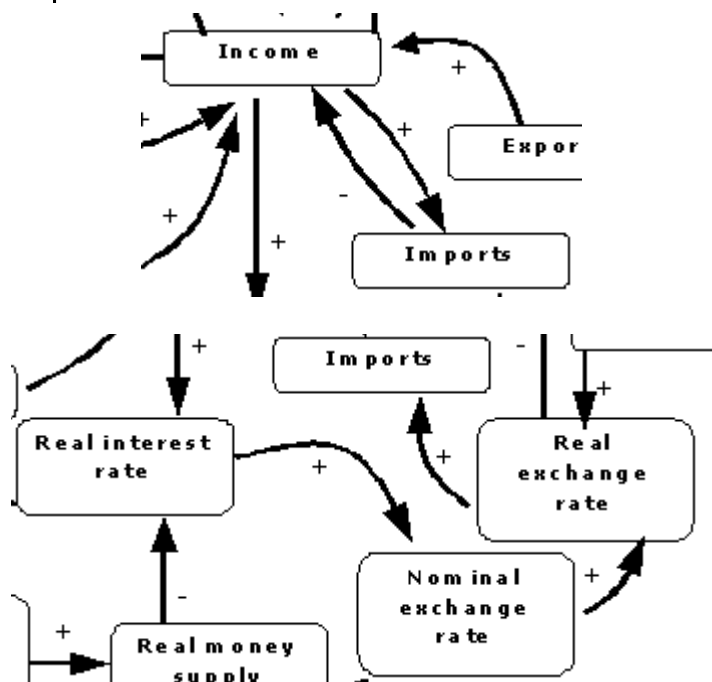 Income
+
+
+
-
+
+
Expor
Imports
+
-
+
Imports
Real interest
rate
+
+
Real
exchange
rate
-
+
Nominal
exchange
rate
+
Real money
supply